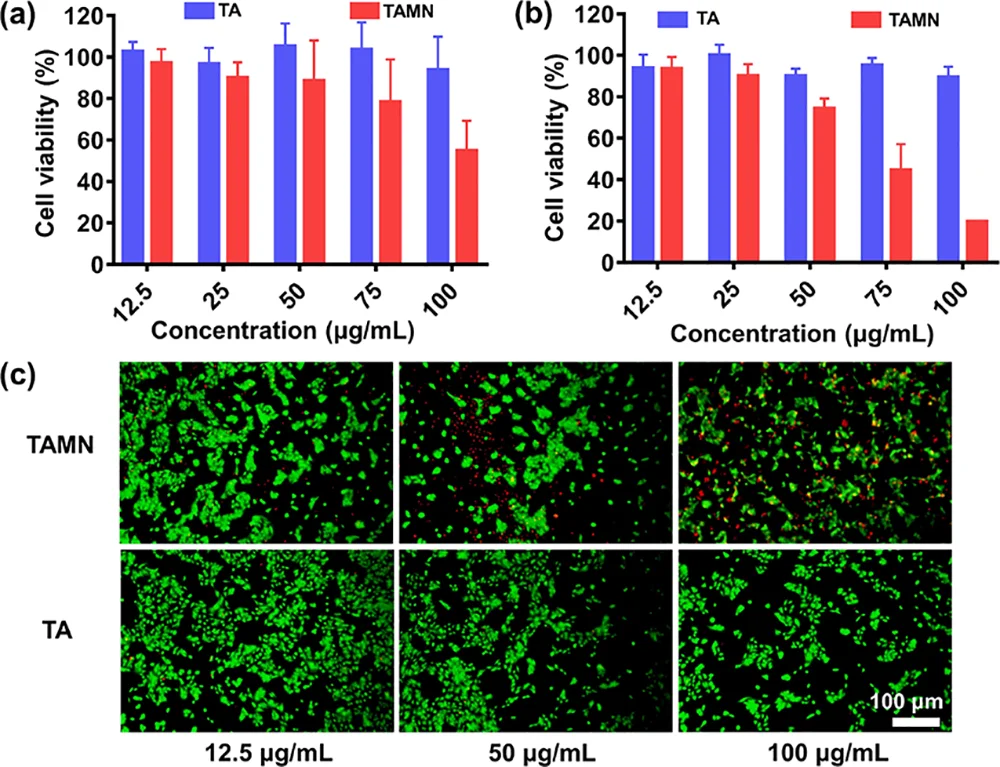 (a)
TA
TAMN
Cell viability (%)
120
100
80
60
40
20
0
12.5
25
50
75
100
Concentration (µg/mL)
(b)
TA
TAMN
Cell viability (%)
120
100
80
60
40
20
0
12.5
25
50
75
100
Concentration (µg/mL)
(c)
TAMN
TA
100 µm
12.5 µg/mL
50 µg/mL
100 µg/mL